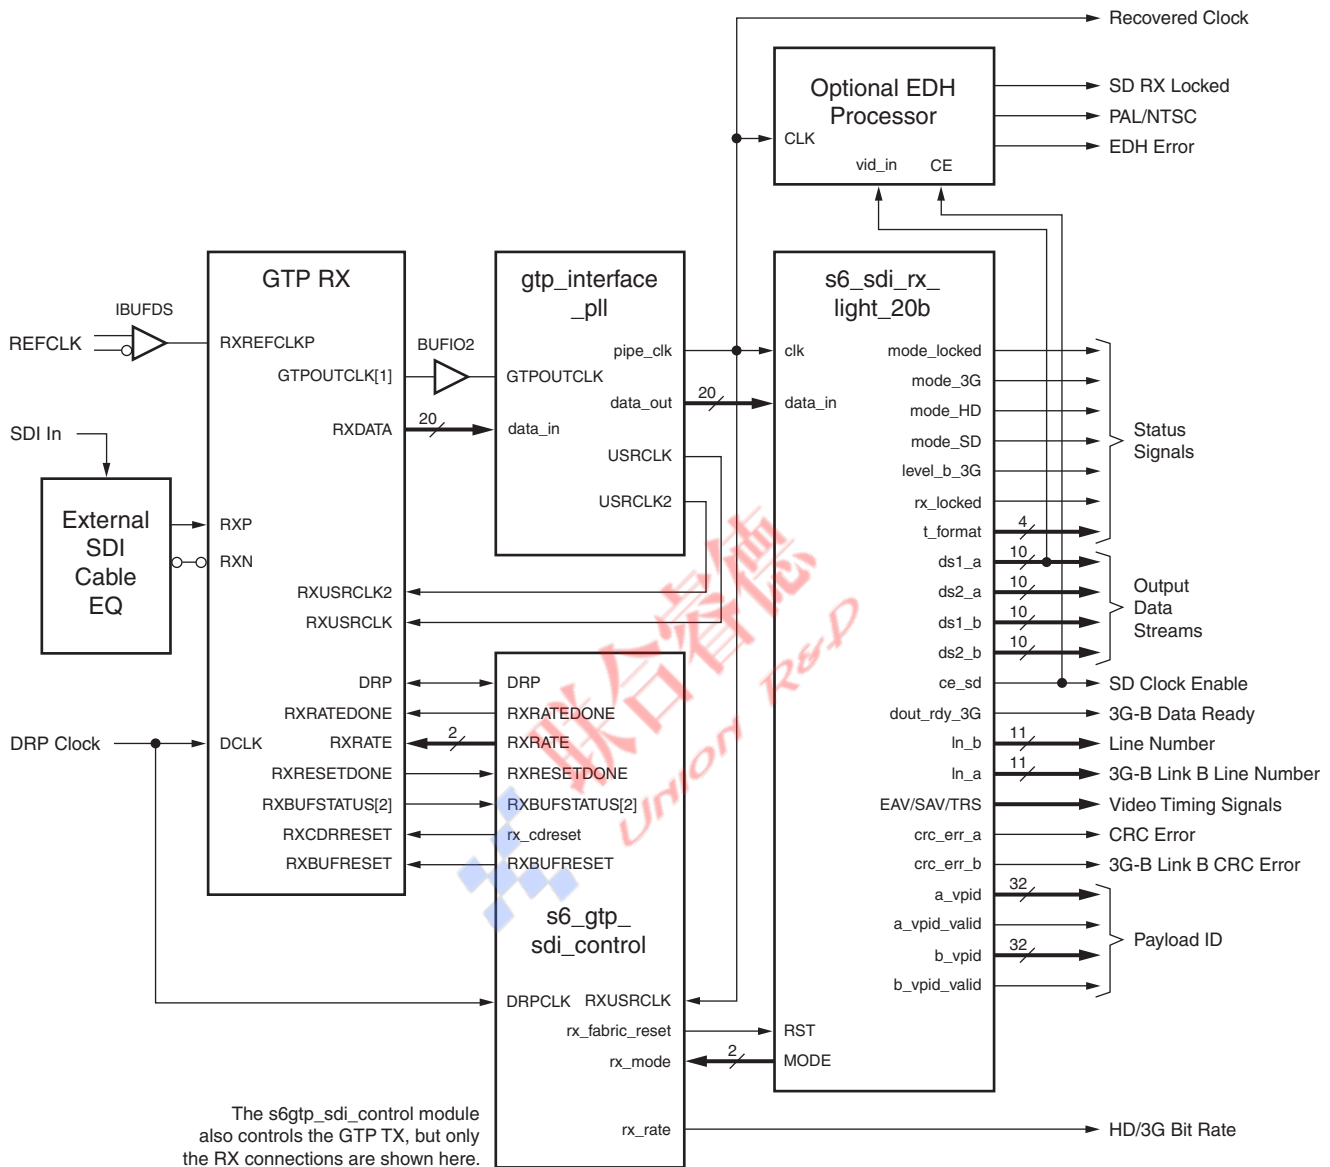 Recovered Clock
Optional EDH
Processor
CLK
vid_in
CE
SD RX Locked
PAL/NTSC
EDH Error
GTP RX
IBUFDS
REFCLK
RXREFCLKP
GTPOUTCLK[1]
RXDATA
20
SDI In
External
SDI
Cable
EQ
RXP
RXN
RXUSRCLK2
RXUSRCLK
DRP
RXRATEDONE
RXRATE
DRP Clock
DCLK
RXRESETDONE
RXBUFSTATUS[2]
RXCDRRESET
RXBUFRESET
BUFIO2
gtp_interface
_pll
pipe_clk
GTPOUTCLK
data_out
20
data_in
USRCLK
USRCLK2
DRP
RXRATEDONE
2
RXRATE
RXRESETDONE
RXBUFSTATUS[2]
rx_cdreset
RXBUFRESET
s6_gtp_
sdi_control
DRPCLK
RXUSRCLK
rx_fabric_reset
rx_mode
2
rx_rate
s6_sdi_rx_
light_20b
clk
data_in
mode_locked
mode_3G
mode_HD
mode_SD
level_b_3G
rx_locked
t_format
4
Status
Signals
ds1_a
10
ds2_a
10
ds1_b
10
ds2_b
10
Output
Data
Streams
ce_sd
SD Clock Enable
dout_rdy_3G
3G-B Data Ready
ln_b
11
Line Number
ln_a
11
3G-B Link B Line Number
EAV/SAV/TRS
Video Timing Signals
crc_err_a
CRC Error
crc_err_b
3G-B Link B CRC Error
a_vpid
32
a_vpid_valid
b_vpid
32
b_vpid_valid
Payload ID
RST
MODE
HD/3G Bit Rate
The s6gtp_sdi_control module
also controls the GTP TX, but only
the RX connections are shown here.
联合睿德
UNION R&D